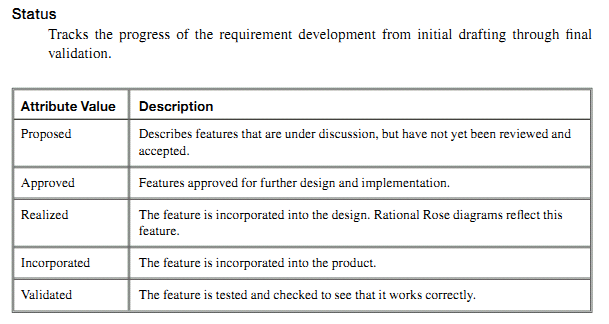 Status
Tracks the progress of the requirement development from initial drafting through final
validation.
Attribute Value Description
Proposed Describes features that are under discussion, but have not yet been reviewed and
accepted.
Approved Features approved for further design and implementation.
Realized The feature is incorporated into the design. Rational Rose diagrams reflect this
feature.
Incorporated The feature is incorporated into the product.
Validated The feature is tested and checked to see that it works correctly.